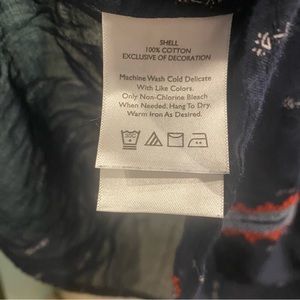 SHELL
100% COTTON
EXCLUSIVE OF DECORATION
Machine Wash Cold Delicate
With Like Colors.
Only Non-Chlorine Bleach
When Needed. Hang To Dry.
Warm Iron As Desired.